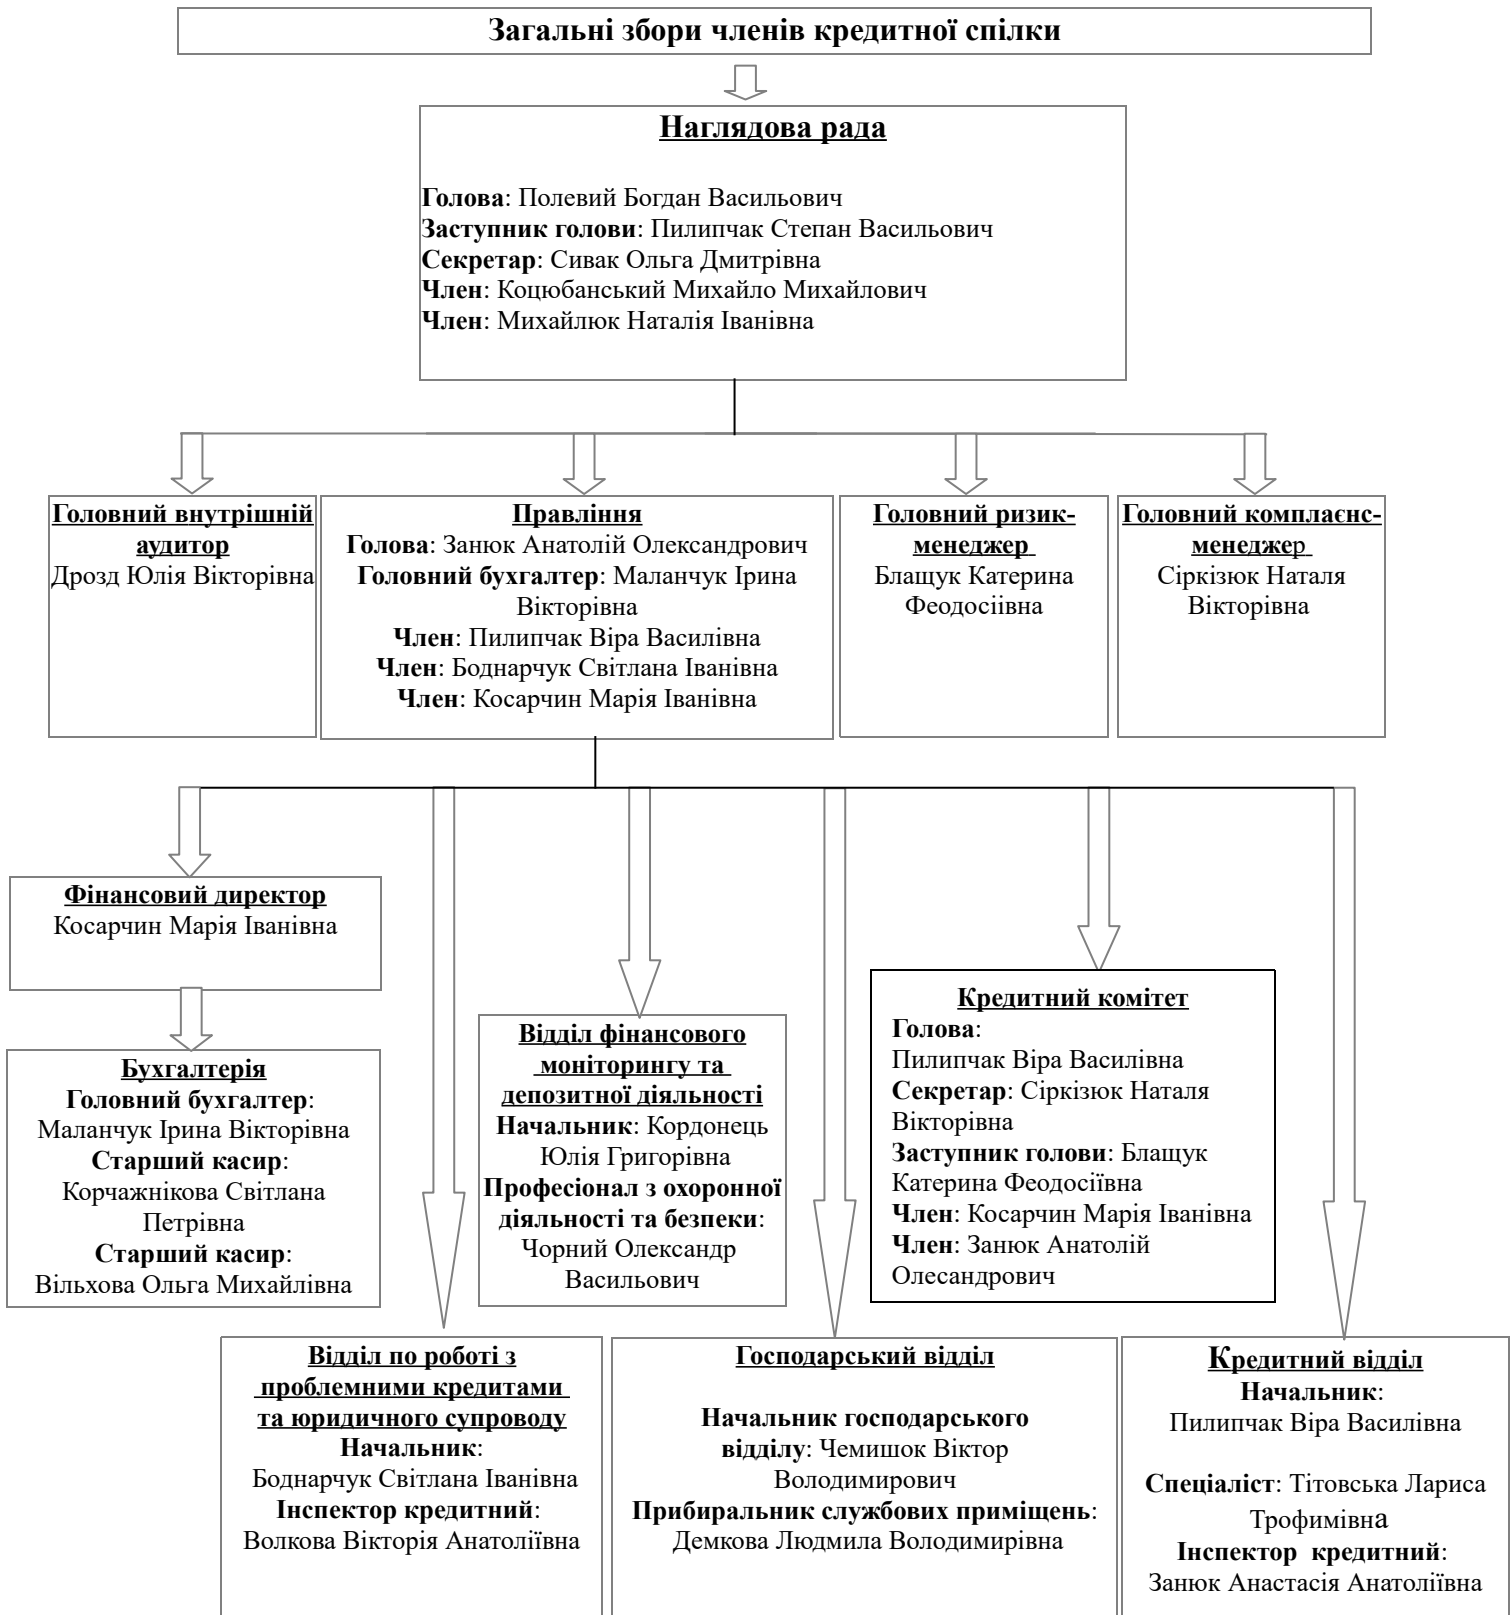 Загальні збори членів кредитної спілки
Наглядова рада
Голова: Полевий Богдан Васильович
Заступник голови: Пилипчак Степан Васильович
Секретар: Сивак Ольга Дмитрівна
Член: Коцюбанський Михайло Михайлович
Член: Михайлюк Наталія Іванівна
Головний внутрішній
аудитор
Дрозд Юлія Вікторівна
Правління
Голова: Занюк Анатолій Олександрович
Головний бухгалтер: Маланчук Ірина
Вікторівна
Член: Пилипчак Віра Василівна
Член: Боднарчук Світлана Іванівна
Член: Косарчин Марія Іванівна
Головний ризик-
менеджер
Блащук Катерина
Феодосіівна
Головний комплаєнс-
менеджер
Сіркізюк Наталя
Вікторівна
Фінансовий директор
Косарчин Марія Іванівна
Бухгалтерія
Головний бухгалтер:
Маланчук Ірина Вікторівна
Старший касир:
Корчажнікова Світлана
Петрівна
Старший касир:
Вільхова Ольга Михайлівна
Відділ фінансового
моніторингу та
депозитної діяльності
Начальник: Кордонець
Юлія Григорівна
Професіонал з охоронної
діяльності та безпеки:
Чорний Олександр
Васильович
Кредитний комітет
Голова:
Пилипчак Віра Василівна
Секретар: Сіркізюк Наталя
Вікторівна
Заступник голови: Блащук
Катерина Феодосіївна
Член: Косарчин Марія Іванівна
Член: Занюк Анатолій
Олесандрович
Відділ по роботі з
проблемними кредитами
та юридичного супроводу
Начальник:
Боднарчук Світлана Іванівна
Інспектор кредитний:
Волкова Вікторія Анатоліївна
Господарський відділ
Начальник господарського
відділу: Чемишок Віктор
Володимирович
Прибиральник службових приміщень:
Демкова Людмила Володимирівна
Кредитний відділ
Начальник:
Пилипчак Віра Василівна
Спеціаліст: Тітовська Лариса
Трофимівна
Інспектор кредитний:
Занюк Анастасія Анатоліївна